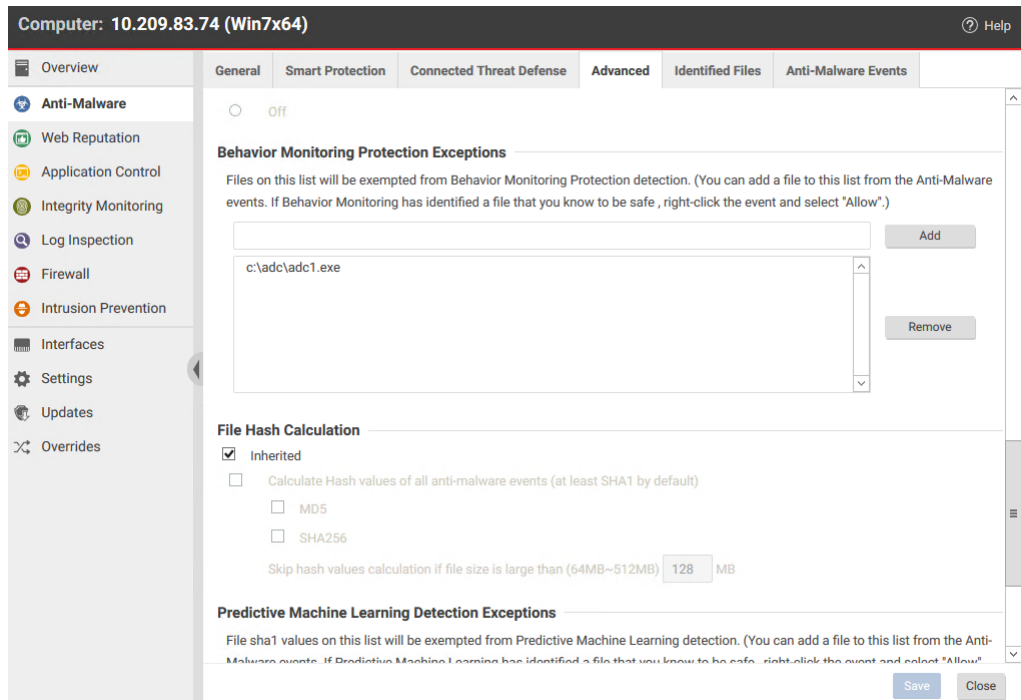 Computer: 10.209.83.74 (Win7x64)
Help
Overview
Anti-Malware
Web Reputation
Application Control
Integrity Monitoring
Log Inspection
Firewall
Intrusion Prevention
Interfaces
Settings
Updates
Overrides
General
Smart Protection
Connected Threat Defense
Advanced
Identified Files
Anti-Malware Events
Off
Behavior Monitoring Protection Exceptions
Files on this list will be exempted from Behavior Monitoring Protection detection. (You can add a file to this list from the Anti-Malware
events. If Behavior Monitoring has identified a file that you know to be safe , right-click the event and select "Allow".)
Add
c:\adc\adc1.exe
Remove
File Hash Calculation
Inherited
Calculate Hash values of all anti-malware events (at least SHA1 by default)
MD5
SHA256
Skip hash values calculation if file size is large than (64MB~512MB) 128 MB
Predictive Machine Learning Detection Exceptions
File sha1 values on this list will be exempted from Predictive Machine Learning detection. (You can add a file to this list from the Anti-
Malware events. If Predictive Machine Learning has identified a file that you know to be safe , right-click the event and select "Allow"
Save
Close